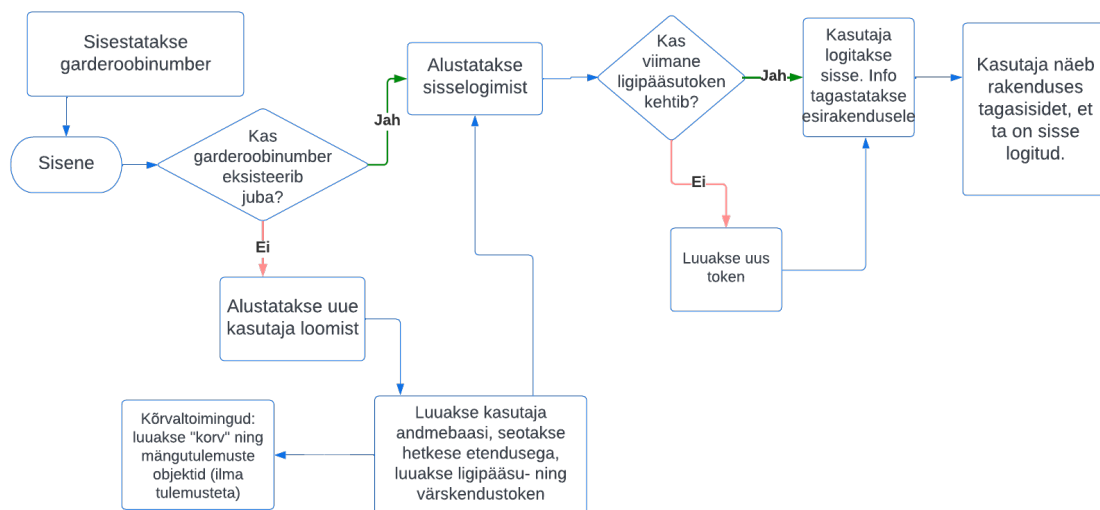 Sisestatakse
garderoobinumber
Sisene
Kas
garderoobinumber
eksisteerib
juba?
Jah
Ei
Alustatakse
sisselogimist
Kas
viimane
ligipääsutoken
kehtib?
Jah
Ei
Luuakse uus
token
Kasutaja
logitakse
sisse. Info
tagastatakse
esirakendusele
Kasutaja näeb
rakenduses
tagasisidet, et
ta on sisse
logitud.
Alustatakse uue
kasutaja loomist
Luuakse kasutaja
andmebaasi, seotakse
hetkese etendusega,
luuakse ligipääsu- ning
värskendustoken
Kõrvaltoimingud:
luuakse "korv" ning
mängutulemuste
objektid (ilma
tulemusteta)